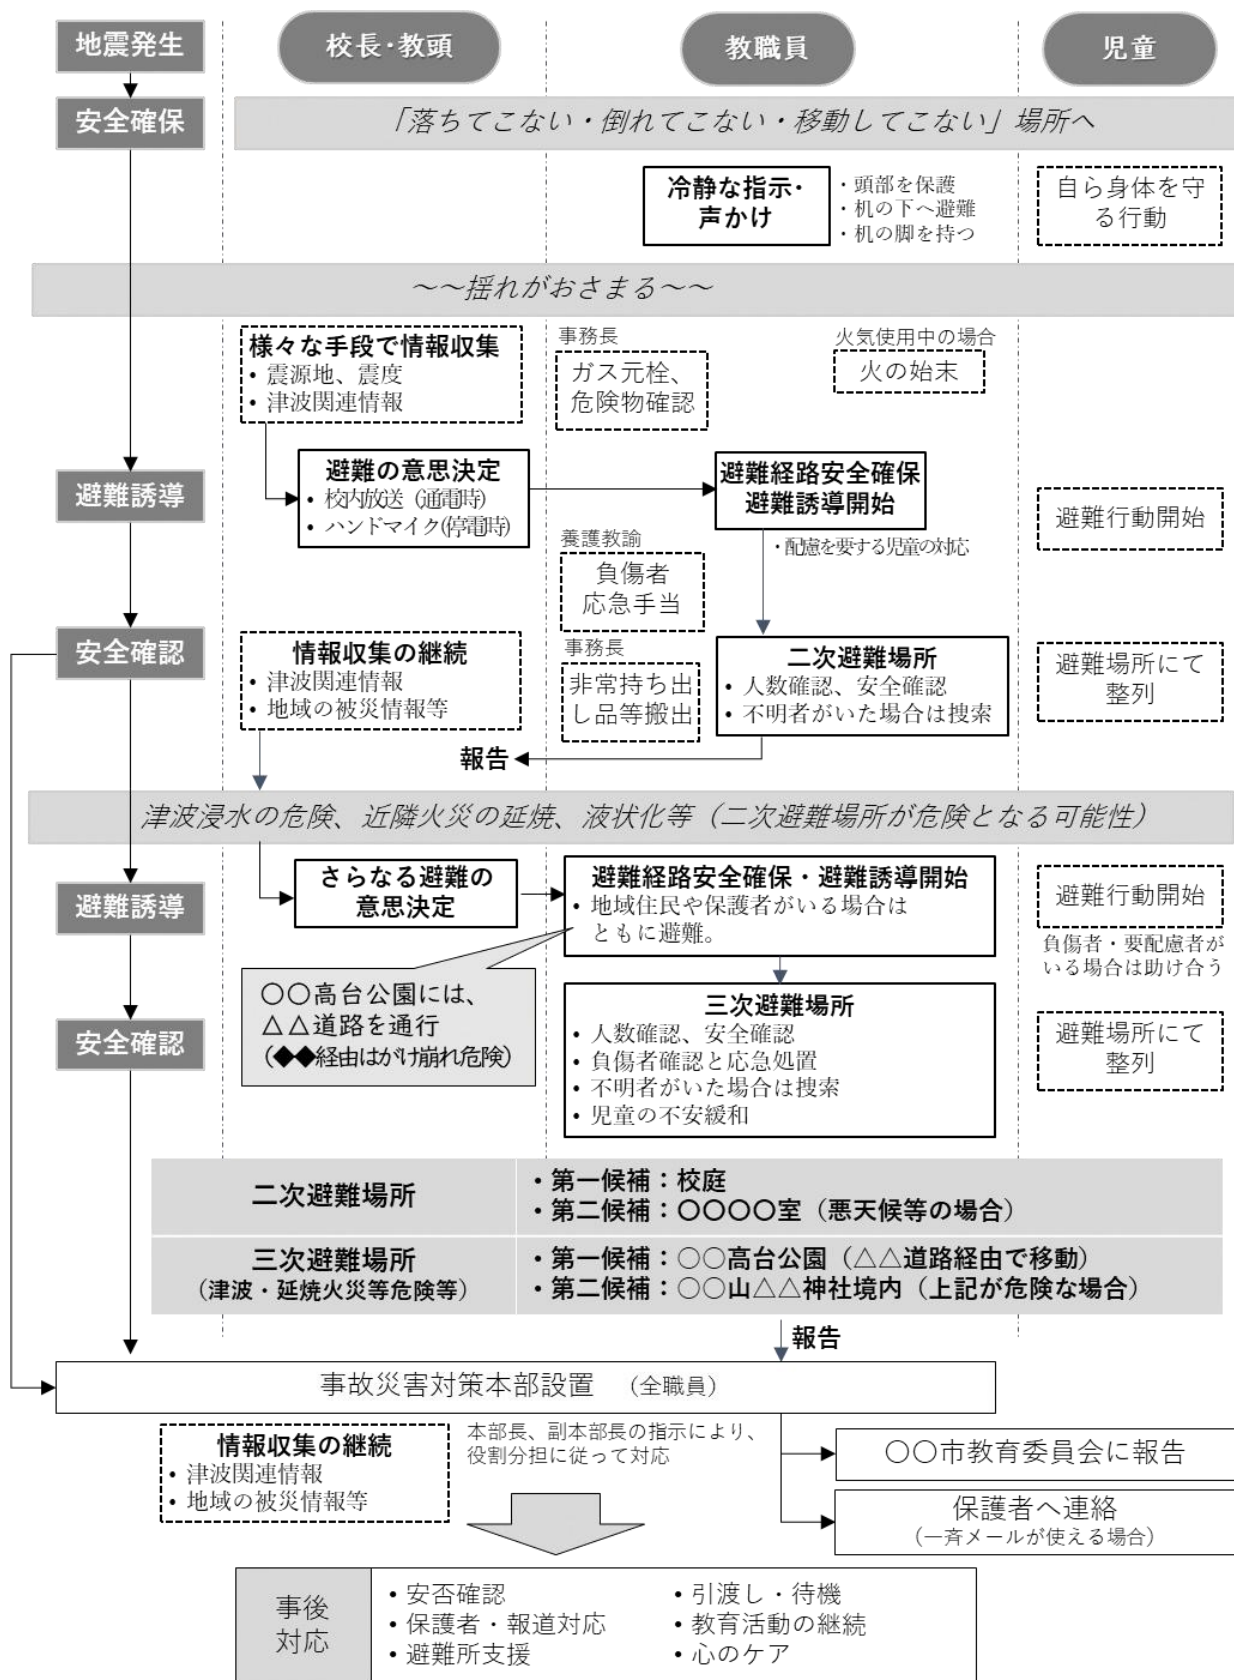 地震発生
校長・教頭
教職員
児童
安全確保
「落ちてこない・倒れてこない・移動してこない」場所へ
冷静な指示・
声かけ
・頭部を保護
・机の下へ避難
・机の脚を持つ
自ら身体を守
る行動
～～揺れがおさまる～～
様々な手段で情報収集
• 震源地、震度
• 津波関連情報
事務長
ガス元栓、
危険物確認
火気使用中の場合
火の始末
避難誘導
避難の意思決定
• 校内放送（通電時）
• ハンドマイク(停電時)
避難経路安全確保
避難誘導開始
・配慮を要する児童の対応
避難行動開始
養護教諭
負傷者
応急手当
安全確認
情報収集の継続
• 津波関連情報
• 地域の被災情報等
事務長
非常持ち出
し品等搬出
二次避難場所
• 人数確認、安全確認
• 不明者がいた場合は捜索
避難場所にて
整列
報告
津波浸水の危険、近隣火災の延焼、液状化等（二次避難場所が危険となる可能性）
避難誘導
さらなる避難の
意思決定
避難経路安全確保・避難誘導開始
• 地域住民や保護者がいる場合は
ともに避難。
避難行動開始
負傷者・要配慮者が
いる場合は助け合う
〇〇高台公園には、
△△道路を通行
（◆◆経由はがけ崩れ危険）
安全確認
三次避難場所
• 人数確認、安全確認
• 負傷者確認と応急処置
• 不明者がいた場合は捜索
• 児童の不安緩和
避難場所にて
整列
二次避難場所
・第一候補：校庭
・第二候補：〇〇〇〇室（悪天候等の場合）
三次避難場所
（津波・延焼火災等危険等）
・第一候補：〇〇高台公園（△△道路経由で移動）
・第二候補：〇〇山△△神社境内（上記が危険な場合）
報告
事故災害対策本部設置　（全職員）
情報収集の継続
• 津波関連情報
• 地域の被災情報等
本部長、副本部長の指示により、
役割分担に従って対応
〇〇市教育委員会に報告
保護者へ連絡
（一斉メールが使える場合）
事後
対応
• 安否確認
• 保護者・報道対応
• 避難所支援
• 引渡し・待機
• 教育活動の継続
• 心のケア